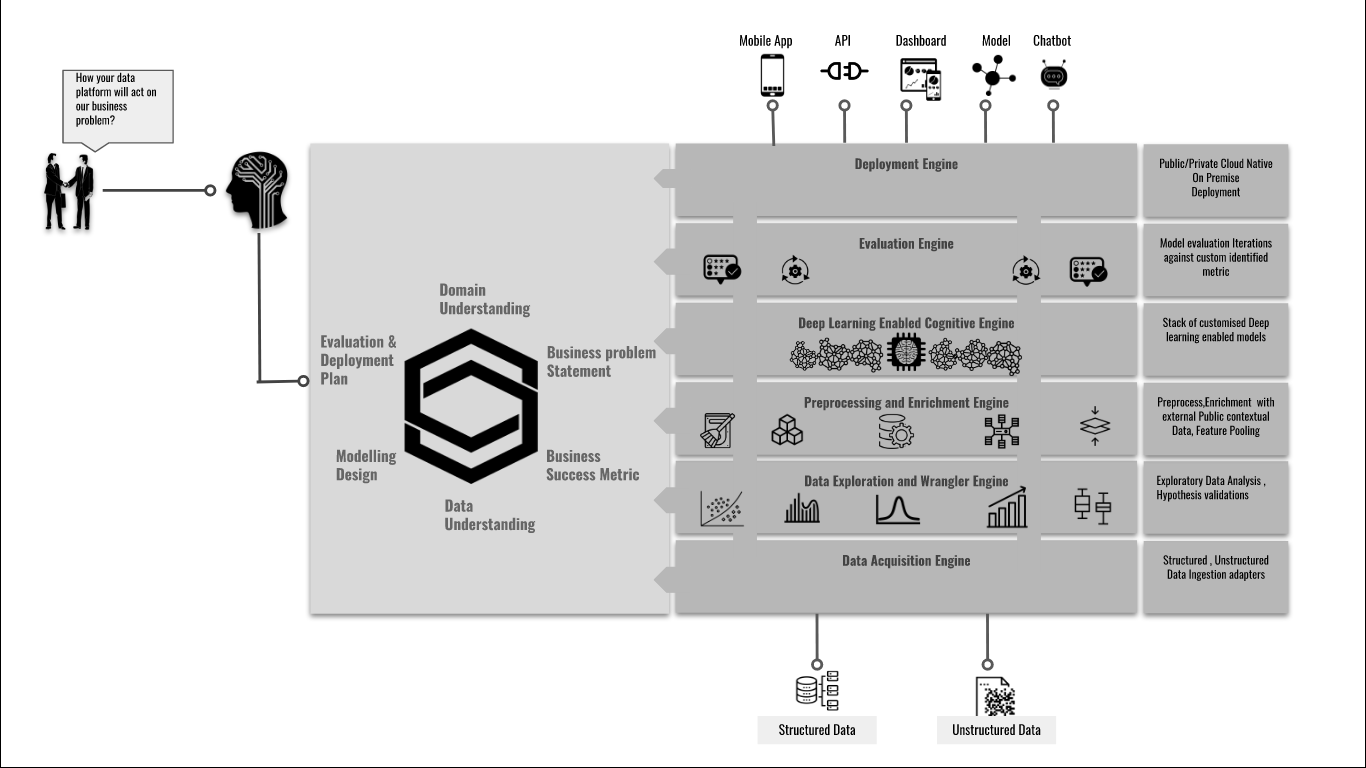 Mobile App
API
Dashboard
Model
Chatbot
How your data
platform will act on
our business
problem?
Domain
Understanding
Evaluation &
Deployment
Plan
Business problem
Statement
Modelling
Design
Business
Success Metric
Data
Understanding
Deployment Engine
Public/Private Cloud Native
On Premise
Deployment
Evaluation Engine
Model evaluation Iterations
against custom identified
metric
Deep Learning Enabled Cognitive Engine
Stack of customised Deep
learning enabled models
Preprocessing and Enrichment Engine
Preprocess,Enrichment with
external Public contextual
Data, Feature Pooling
Data Exploration and Wrangler Engine
Exploratory Data Analysis ,
Hypothesis validations
Data Acquisition Engine
Structured , Unstructured
Data Ingestion adapters
Structured Data
Unstructured Data